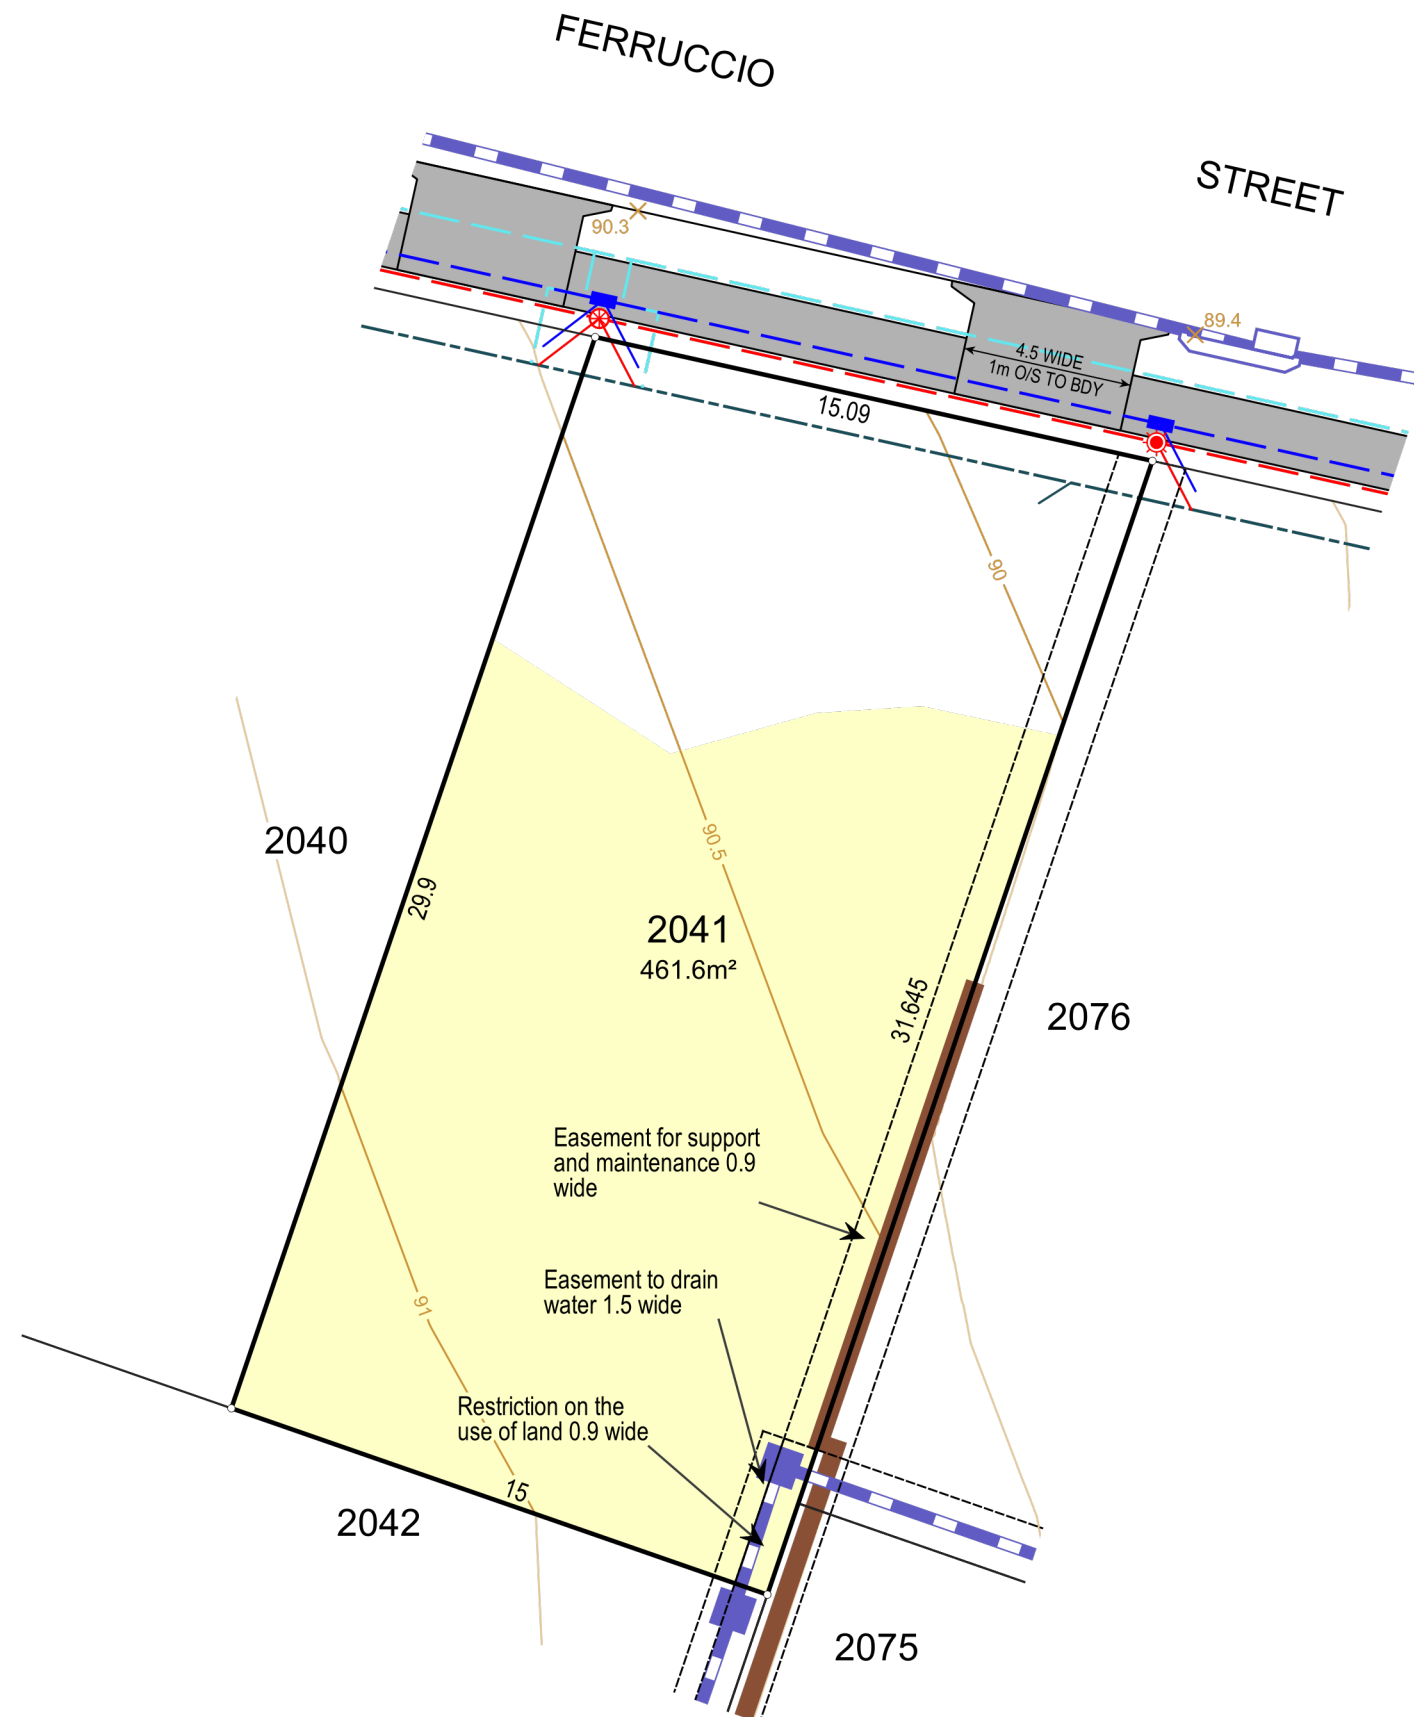 FERRUCCIO
STREET
90.3
89.4
4.5 WIDE
1m O/S TO BDY
15.09
90
2040
90.5
29.9
2041
461.6m²
31.645
2076
Easement for support
and maintenance 0.9
wide
Easement to drain
water 1.5 wide
91
Restriction on the
use of land 0.9 wide
15
2042
2075